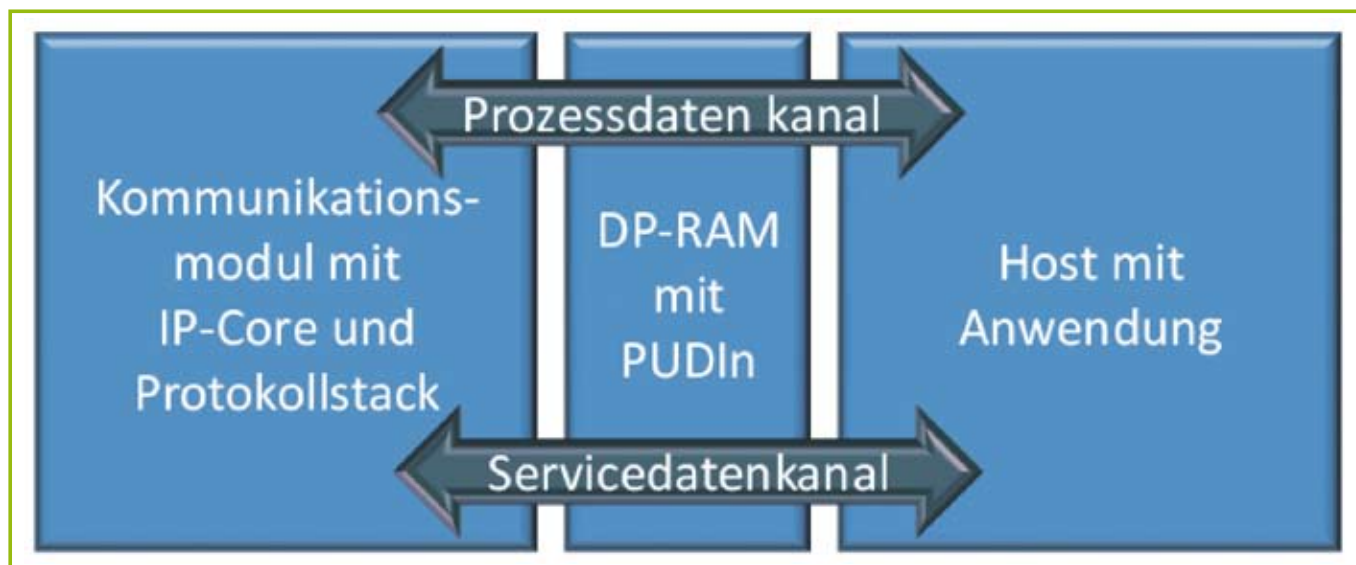 Prozessdaten kanal
Kommunikations-
modul mit
IP-Core und
Protokollstack
DP-RAM
mit
PUDIn
Host mit
Anwendung
Servicedatenkanal